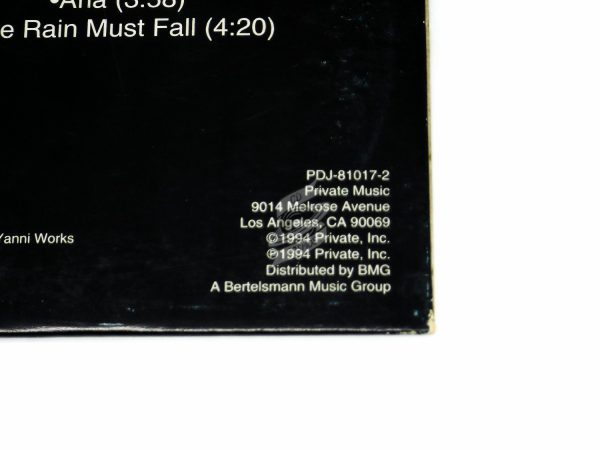 •Aria (3:58)
e Rain Must Fall (4:20)
Yanni Works
PDJ-81017-2
Private Music
9014 Melrose Avenue
Los Angeles, CA 90069
©1994 Private, Inc.
℗1994 Private, Inc.
Distributed by BMG
A Bertelsmann Music Group